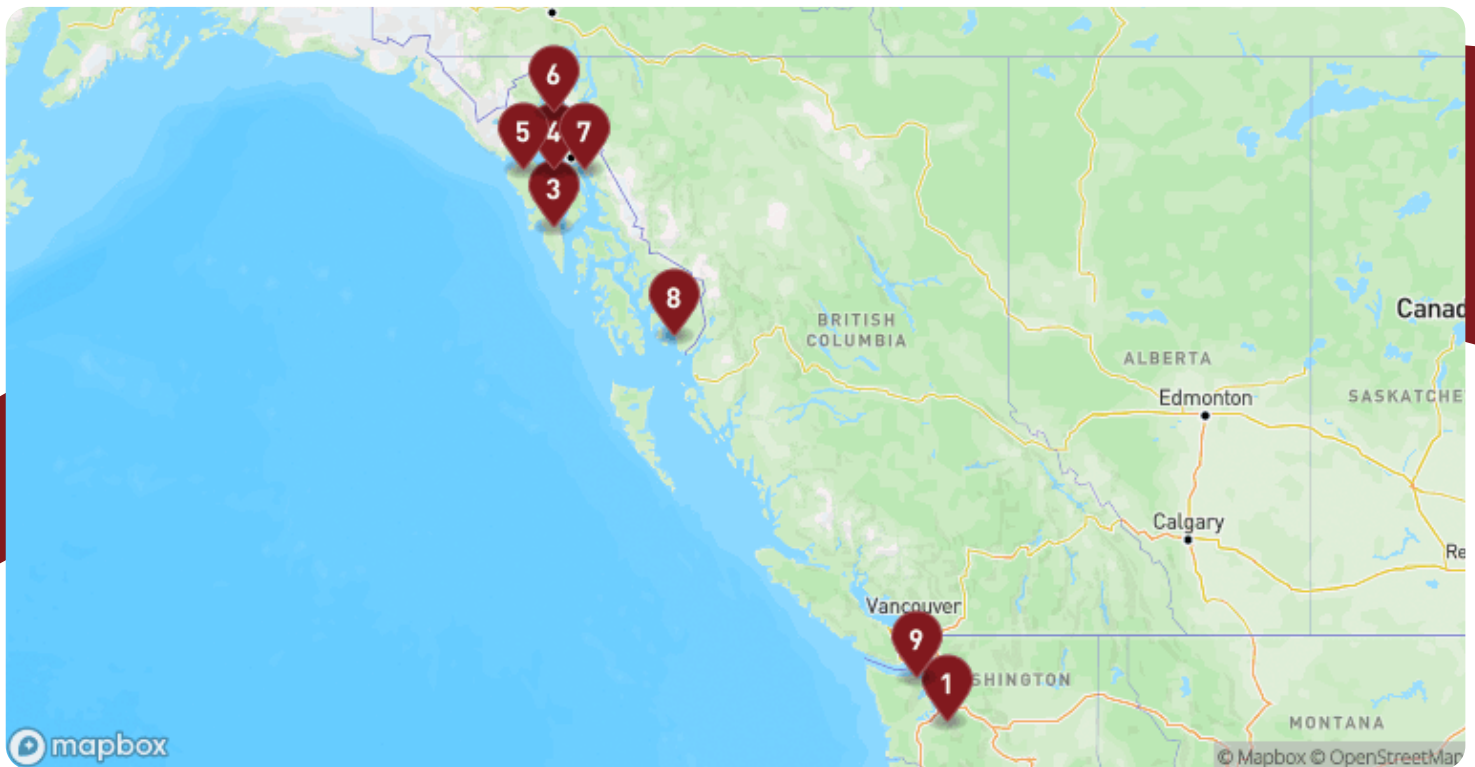 6
5
4
7
3
8
BRITISH
COLUMBIA
Canad
ALBERTA
Edmonton
SASKATCHE
Calgary
Re
Vancouver
9
1
SHINGTON
MONTANA
mapbox
© Mapbox © OpenStreetMap